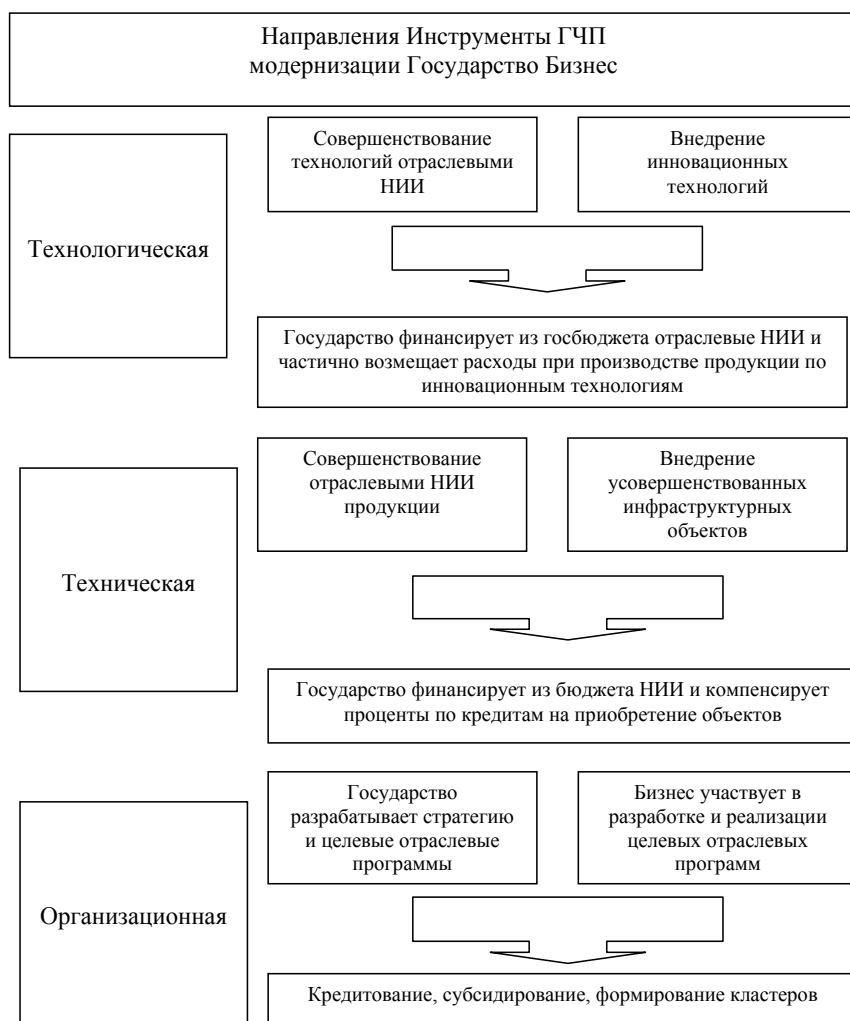 Направления Инструменты ГЧП
модернизации Государство Бизнес
Технологическая
Совершенствование
технологий отраслевыми
НИИ
Внедрение
инновационных
технологий
Государство финансирует из госбюджета отраслевые НИИ и
частично возмещает расходы при производстве продукции по
инновационным технологиям
Техническая
Совершенствование
отраслевыми НИИ
продукции
Внедрение
усовершенствованных
инфраструктурных
объектов
Государство финансирует из бюджета НИИ и компенсирует
проценты по кредитам на приобретение объектов
Организационная
Государство
разрабатывает стратегию
и целевые отраслевые
программы
Бизнес участвует в
разработке и реализации
целевых отраслевых
программ
Кредитование, субсидирование, формирование кластеров